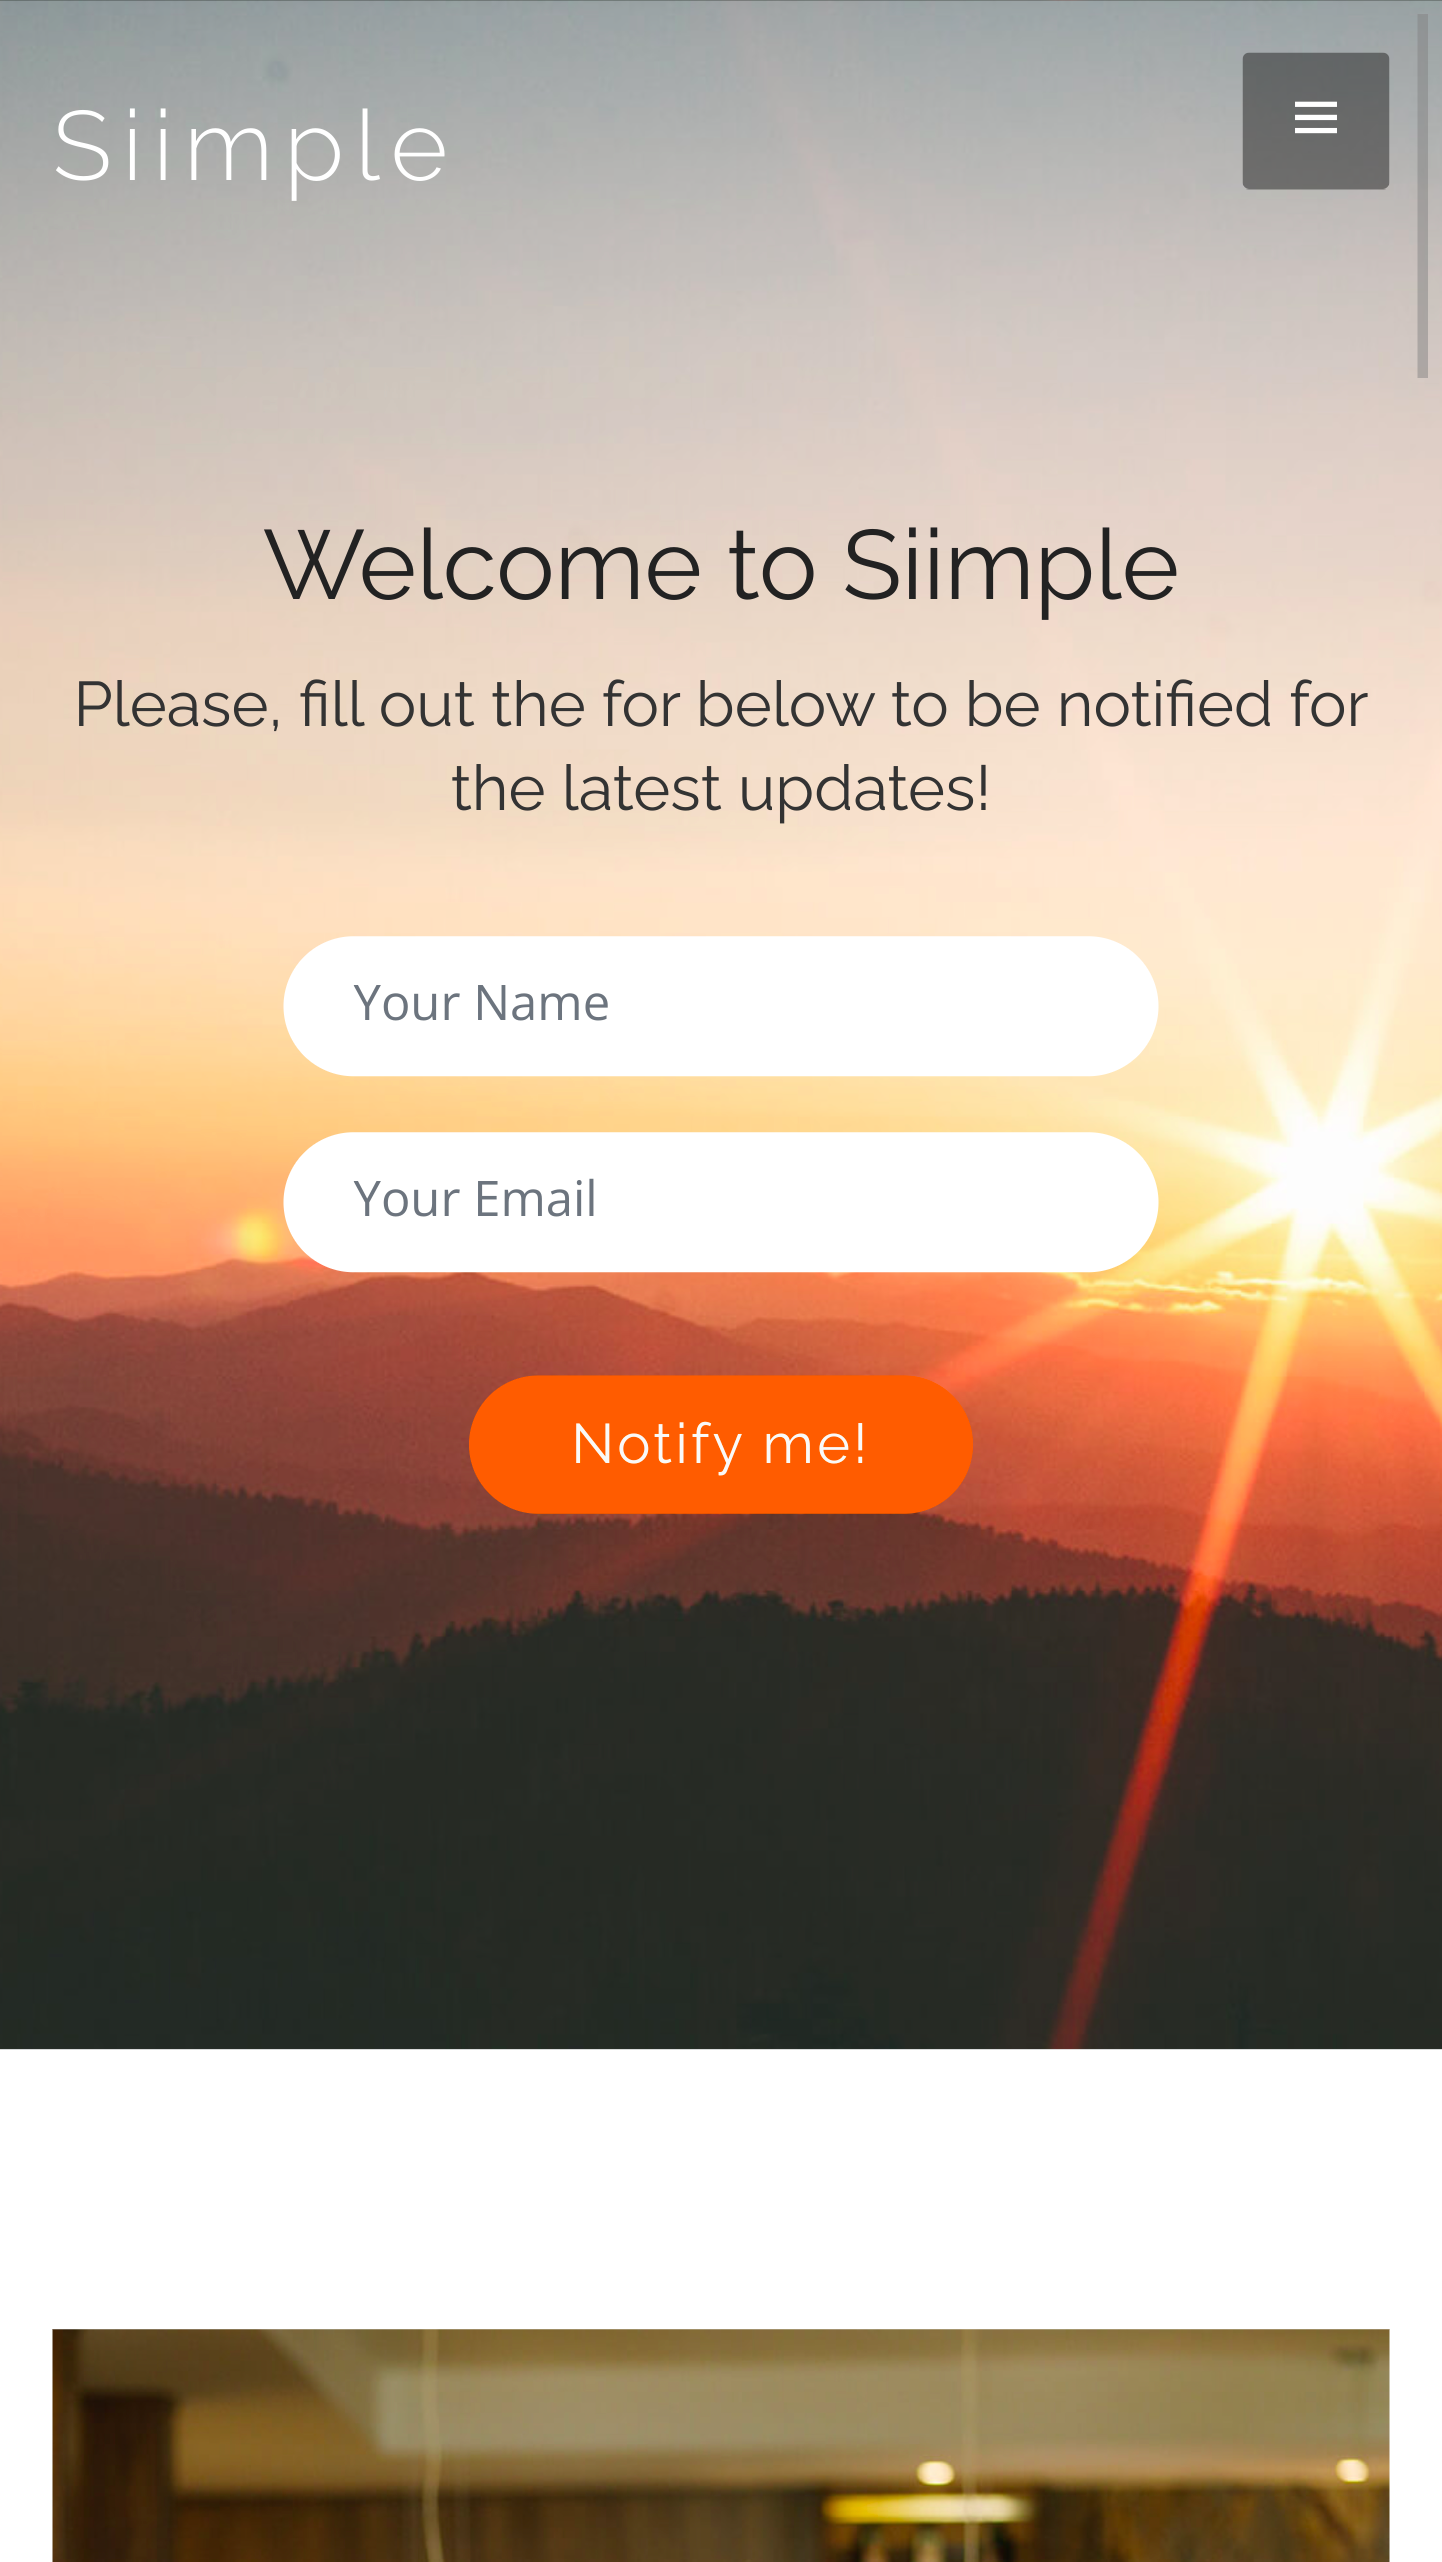 Siimple
Welcome to Siimple
Please, fill out the for below to be notified for
the latest updates!
Your Name
Your Email
Notify me!